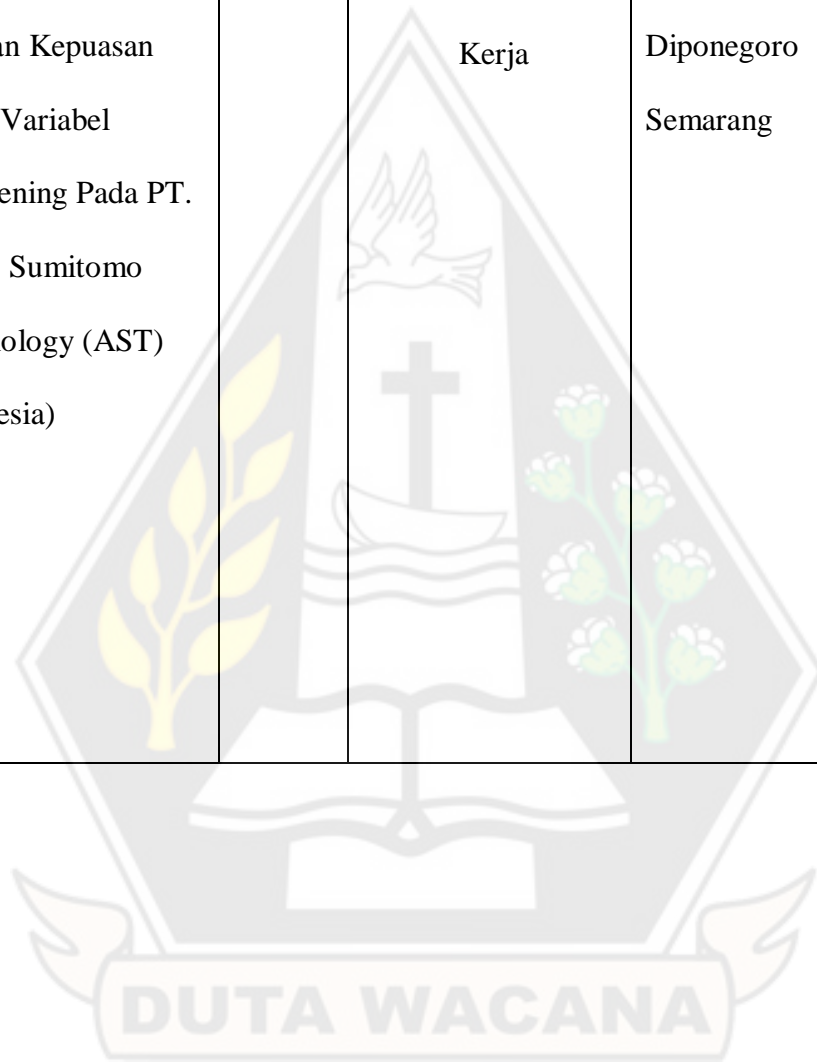 an Kepuasan
Variabel
ening Pada PT.
Sumitomo
ology (AST)
esia)
Kerja
Diponegoro
Semarang
DUTA WACANA